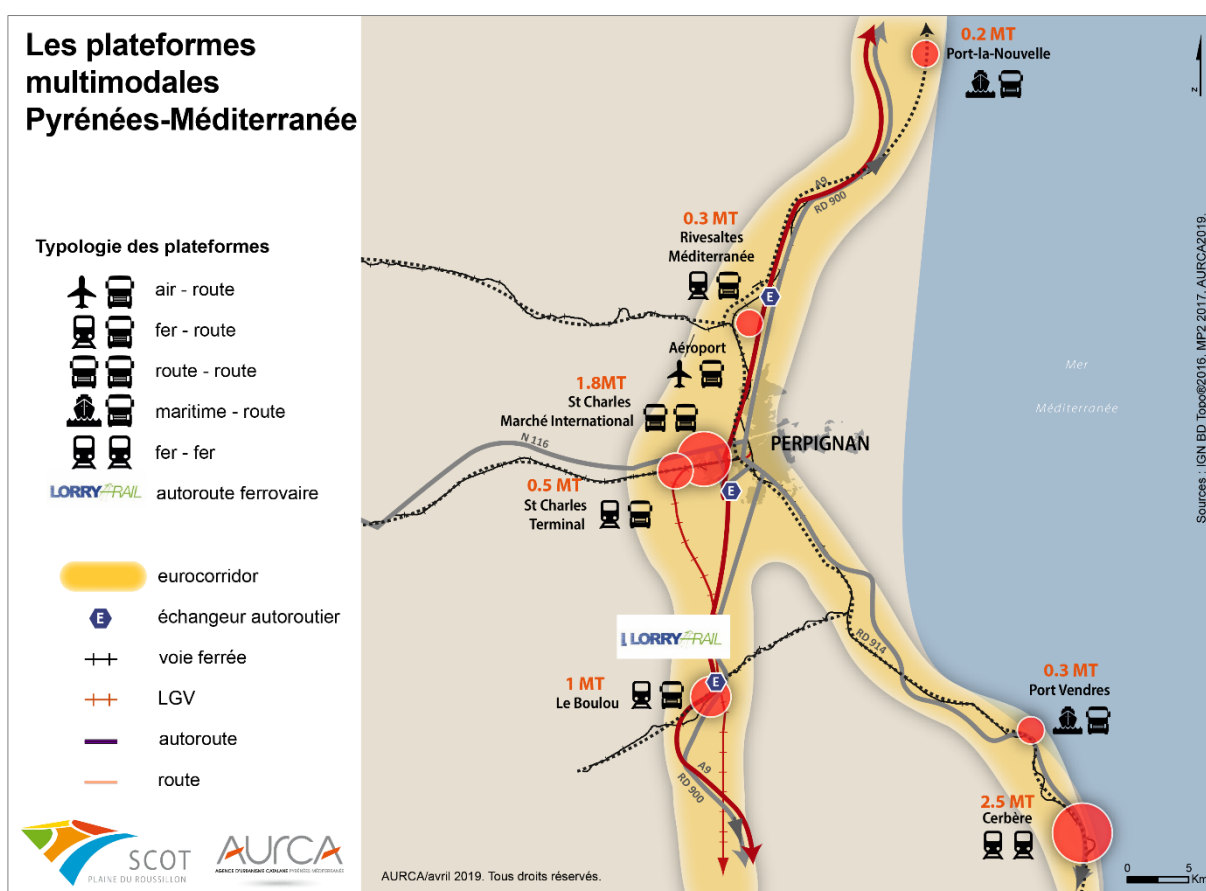 Les plateformes
multimodales
Pyrénées-Méditerranée
Typologie des plateformes
air - route
fer - route
route - route
maritime - route
fer - fer
LORRY RAIL autoroute ferrovaire
eurocorridor
E échangeur autoroutier
voie ferrée
LGV
autoroute
route
SCOT
PLAINE DU ROUSSILLON
AURCA
AGENCE D'URBANISME CATALANE PYRÉNÉES MÉDITERRANÉE
0.2 MT
Port-la-Nouvelle
N
A9
RD 900
0.3 MT
Rivesaltes
Méditerranée
E
Aéroport
1.8MT
St Charles
Marché International
N 116
PERPIGNAN
0.5 MT
St Charles
Terminal
E
Mer
Méditerranée
LORRY RAIL
RD 914
E
1 MT
Le Boulou
A9
RD 900
0.3 MT
Port Vendres
2.5 MT
Cerbère
0 5
Km
AURCA/avril 2019. Tous droits réservés.
Sources : IGN BD Topo®2016, MP2 2017, AURCA2019.